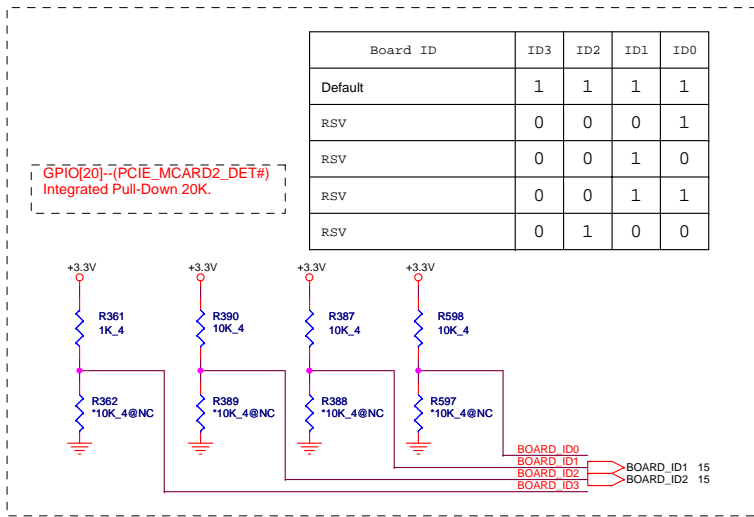 Board ID ID3 ID2 ID1 ID0
Default 1 1 1 1
RSV 0 0 0 1
RSV 0 0 1 0
RSV 0 0 1 1
RSV 0 1 0 0
GPIO[20]--(PCIE_MCARD2_DET#)
Integrated Pull-Down 20K.
+3.3V +3.3V +3.3V +3.3V
R361 R390 R387 R598
1K_4 10K_4 10K_4 10K_4
R362 R389 R388 R597
*10K_4@NC *10K_4@NC *10K_4@NC *10K_4@NC
BOARD_ID0
BOARD_ID1 BOARD_ID1 15
BOARD_ID2 BOARD_ID2 15
BOARD_ID3